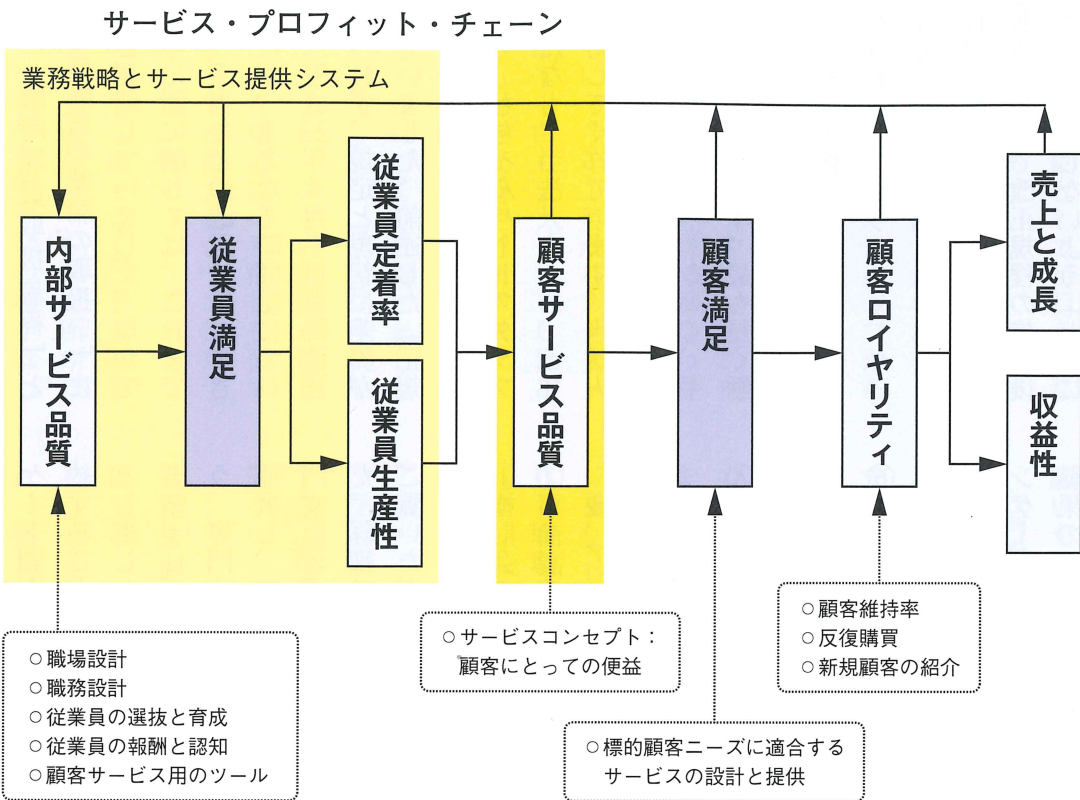 サービス・プロフィット・チェーン
業務戦略とサービス提供システム
内部サービス品質
従業員満足
従業員定着率
従業員生産性
顧客サービス品質
顧客満足
顧客ロイヤリティ
売上と成長
収益性
○職場設計
○職務設計
○従業員の選抜と育成
○従業員の報酬と認知
○顧客サービス用のツール
○サービスコンセプト：
顧客にとっての便益
○標的顧客ニーズに適合する
サービスの設計と提供
○顧客維持率
○反復購買
○新規顧客の紹介